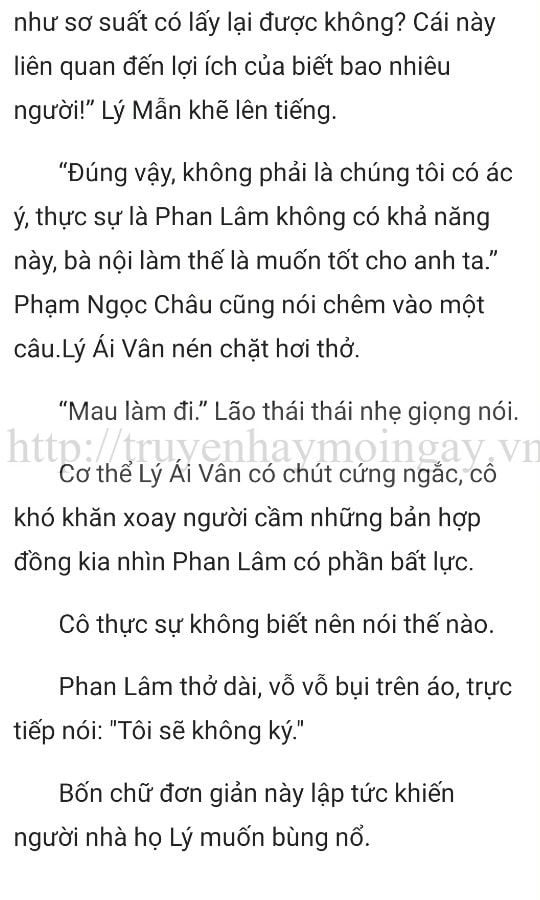 như sơ suất có lấy lại được không? Cái này
liên quan đến lợi ích của biết bao nhiêu
người!” Lý Mẫn khẽ lên tiếng.
“Đúng vậy, không phải là chúng tôi có ác
ý, thực sự là Phan Lâm không có khả năng
này, bà nội làm thế là muốn tốt cho anh ta.”
Phạm Ngọc Châu cũng nói chêm vào một
câu.Lý Ái Vân nén chặt hơi thở.
“Mau làm đi.” Lão thái thái nhẹ giọng nói.
http://truyenhaymoingay.vn
Cơ thể Lý Ái Vân có chút cứng ngắc, cô
khó khăn xoay người cầm những bản hợp
đồng kia nhìn Phan Lâm có phần bất lực.
Cô thực sự không biết nên nói thế nào.
Phan Lâm thở dài, vỗ vỗ bụi trên áo, trực
tiếp nói: "Tôi sẽ không ký."
Bốn chữ đơn giản này lập tức khiến
người nhà họ Lý muốn bùng nổ.